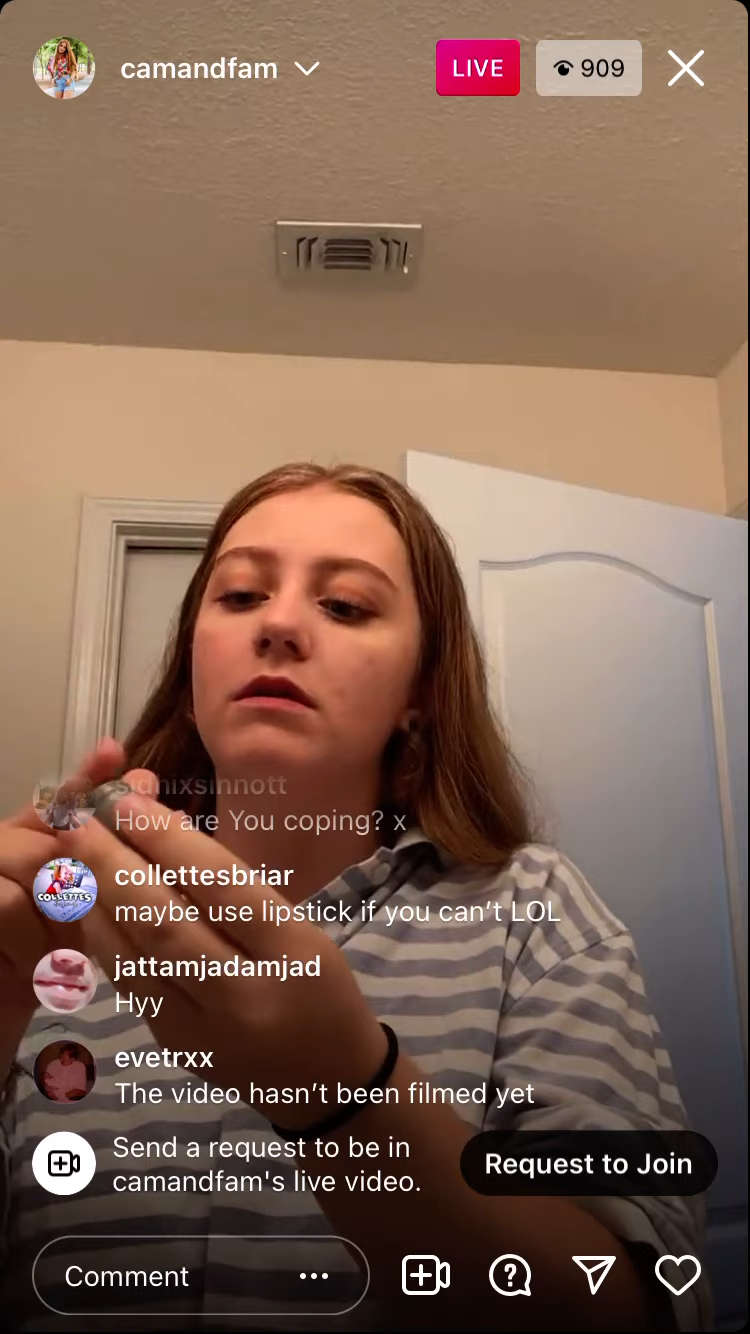 camandfam
LIVE
909
How are You coping? x
collettesbriar
COLLETTES
maybe use lipstick if you can’t LOL
jattamjadamjad
Hyy
evetrxx
The video hasn’t been filmed yet
Send a request to be in
camandfam's live video.
Request to Join
Comment